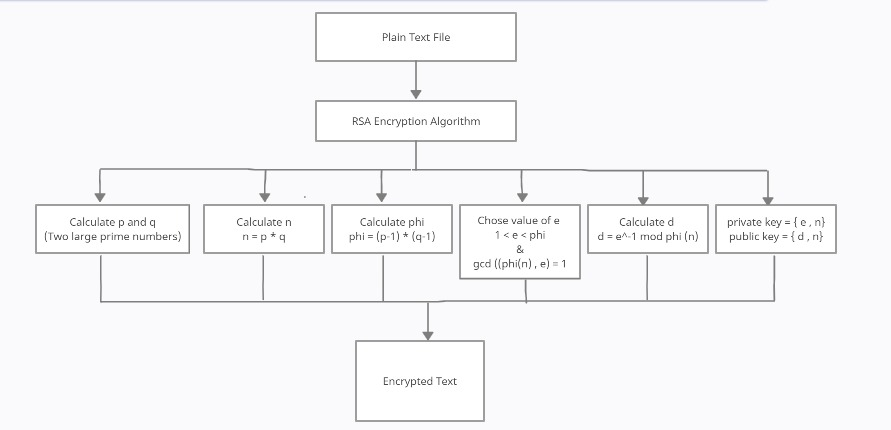 Plain Text File
RSA Encryption Algorithm
Calculate p and q
(Two large prime numbers)
Calculate n
n = p * q
Calculate phi
phi = (p-1) * (q-1)
Chose value of e
1 < e < phi
&
gcd ((phi(n) , e) = 1
Calculate d
d = e^-1 mod phi (n)
private key = { e , n}
public key = { d , n}
Encrypted Text